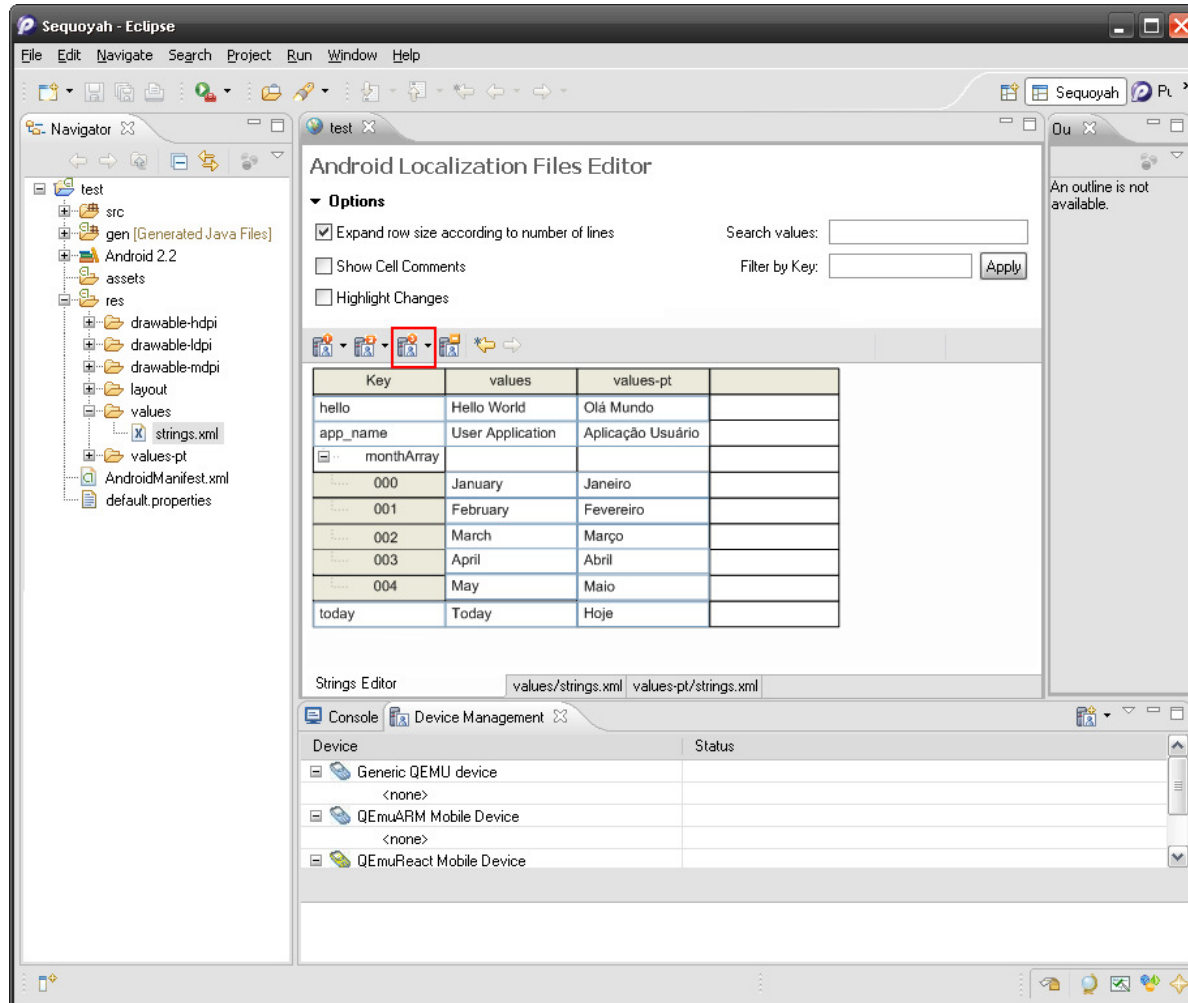 Sequoyah - Eclipse
File Edit Navigate Search Project Run Window Help
Sequoyah
Navigator
test
src
gen [Generated Java Files]
Android 2.2
assets
res
drawable-hdpi
drawable-ldpi
drawable-mdpi
layout
values
strings.xml
values-pt
AndroidManifest.xml
default.properties
test
Android Localization Files Editor
Options
Expand row size according to number of lines
Search values:
Show Cell Comments
Filter by Key:
Apply
Highlight Changes
Key values values-pt
hello Hello World Olá Mundo
app_name User Application Aplicação Usuário
monthArray
000 January Janeiro
001 February Fevereiro
002 March Março
003 April Abril
004 May Maio
today Today Hoje
Strings Editor values/strings.xml values-pt/strings.xml
Ou
An outline is not
available.
Console Device Management
Device Status
Generic QEMU device
<none>
QEmuARM Mobile Device
<none>
QEmuReact Mobile Device